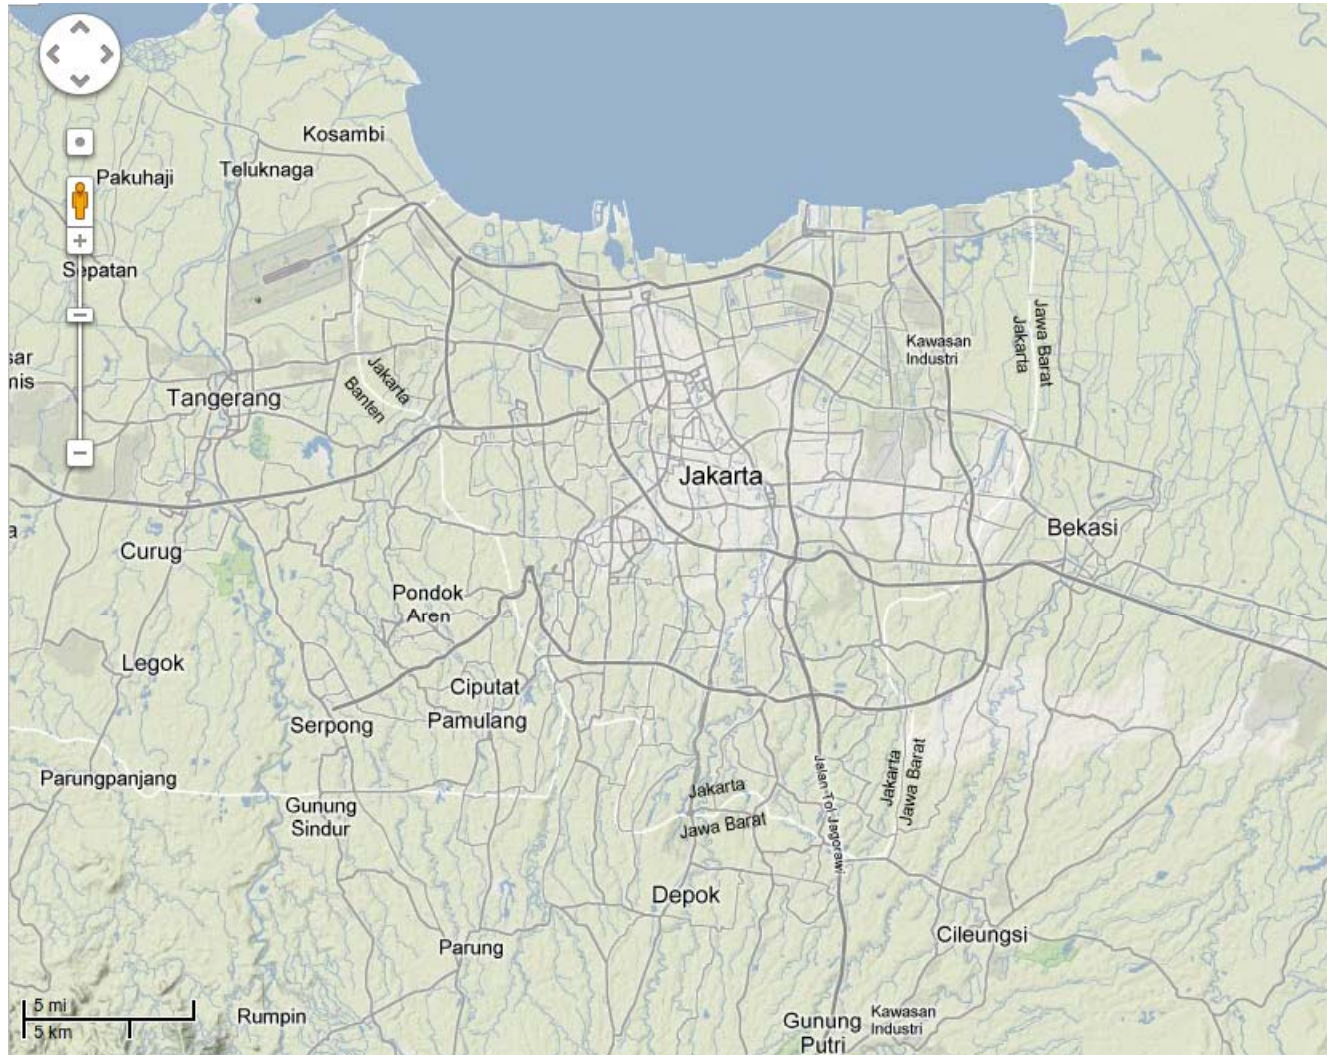 Kosambi
Teluknaga
Pakuhaji
Sepatan
Kawasan
Industri
Jawa Barat
Jakarta
sar
mis
Jakarta
Banten
Tangerang
Jakarta
Bekasi
a
Curug
Pondok
Aren
Legok
Ciputat
Serpong
Pamulang
Parungpanjang
Jalan Tol Jagorawi
Jakarta
Jawa Barat
Gunung
Sindur
Jakarta
Jawa Barat
Depok
Cileungsi
Parung
5 mi
5 km
Rumpin
Gunung
Putri
Kawasan
Industri